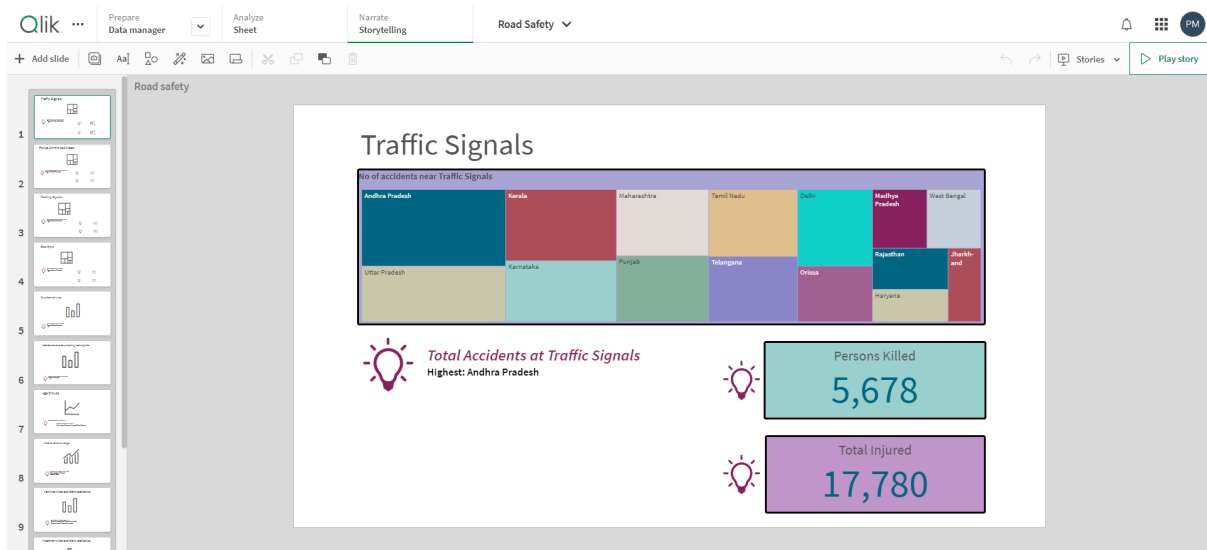 Qlik
Prepare
Data manager
Analyze
Sheet
Narrate
Storytelling
Road Safety
PM
Add slide
Stories
Play story
Road safety
1
2
3
4
5
6
7
8
9
Traffic Signals
No of accidents near Traffic Signals
Andhra Pradesh
Kerala
Maharashtra
Tamil Nadu
Delhi
Madhya
Pradesh
West Bengal
Uttar Pradesh
Karnataka
Punjab
Telangana
Orissa
Rajasthan
Jharkh-
and
Haryana
Total Accidents at Traffic Signals
Highest: Andhra Pradesh
Persons Killed
5,678
Total Injured
17,780